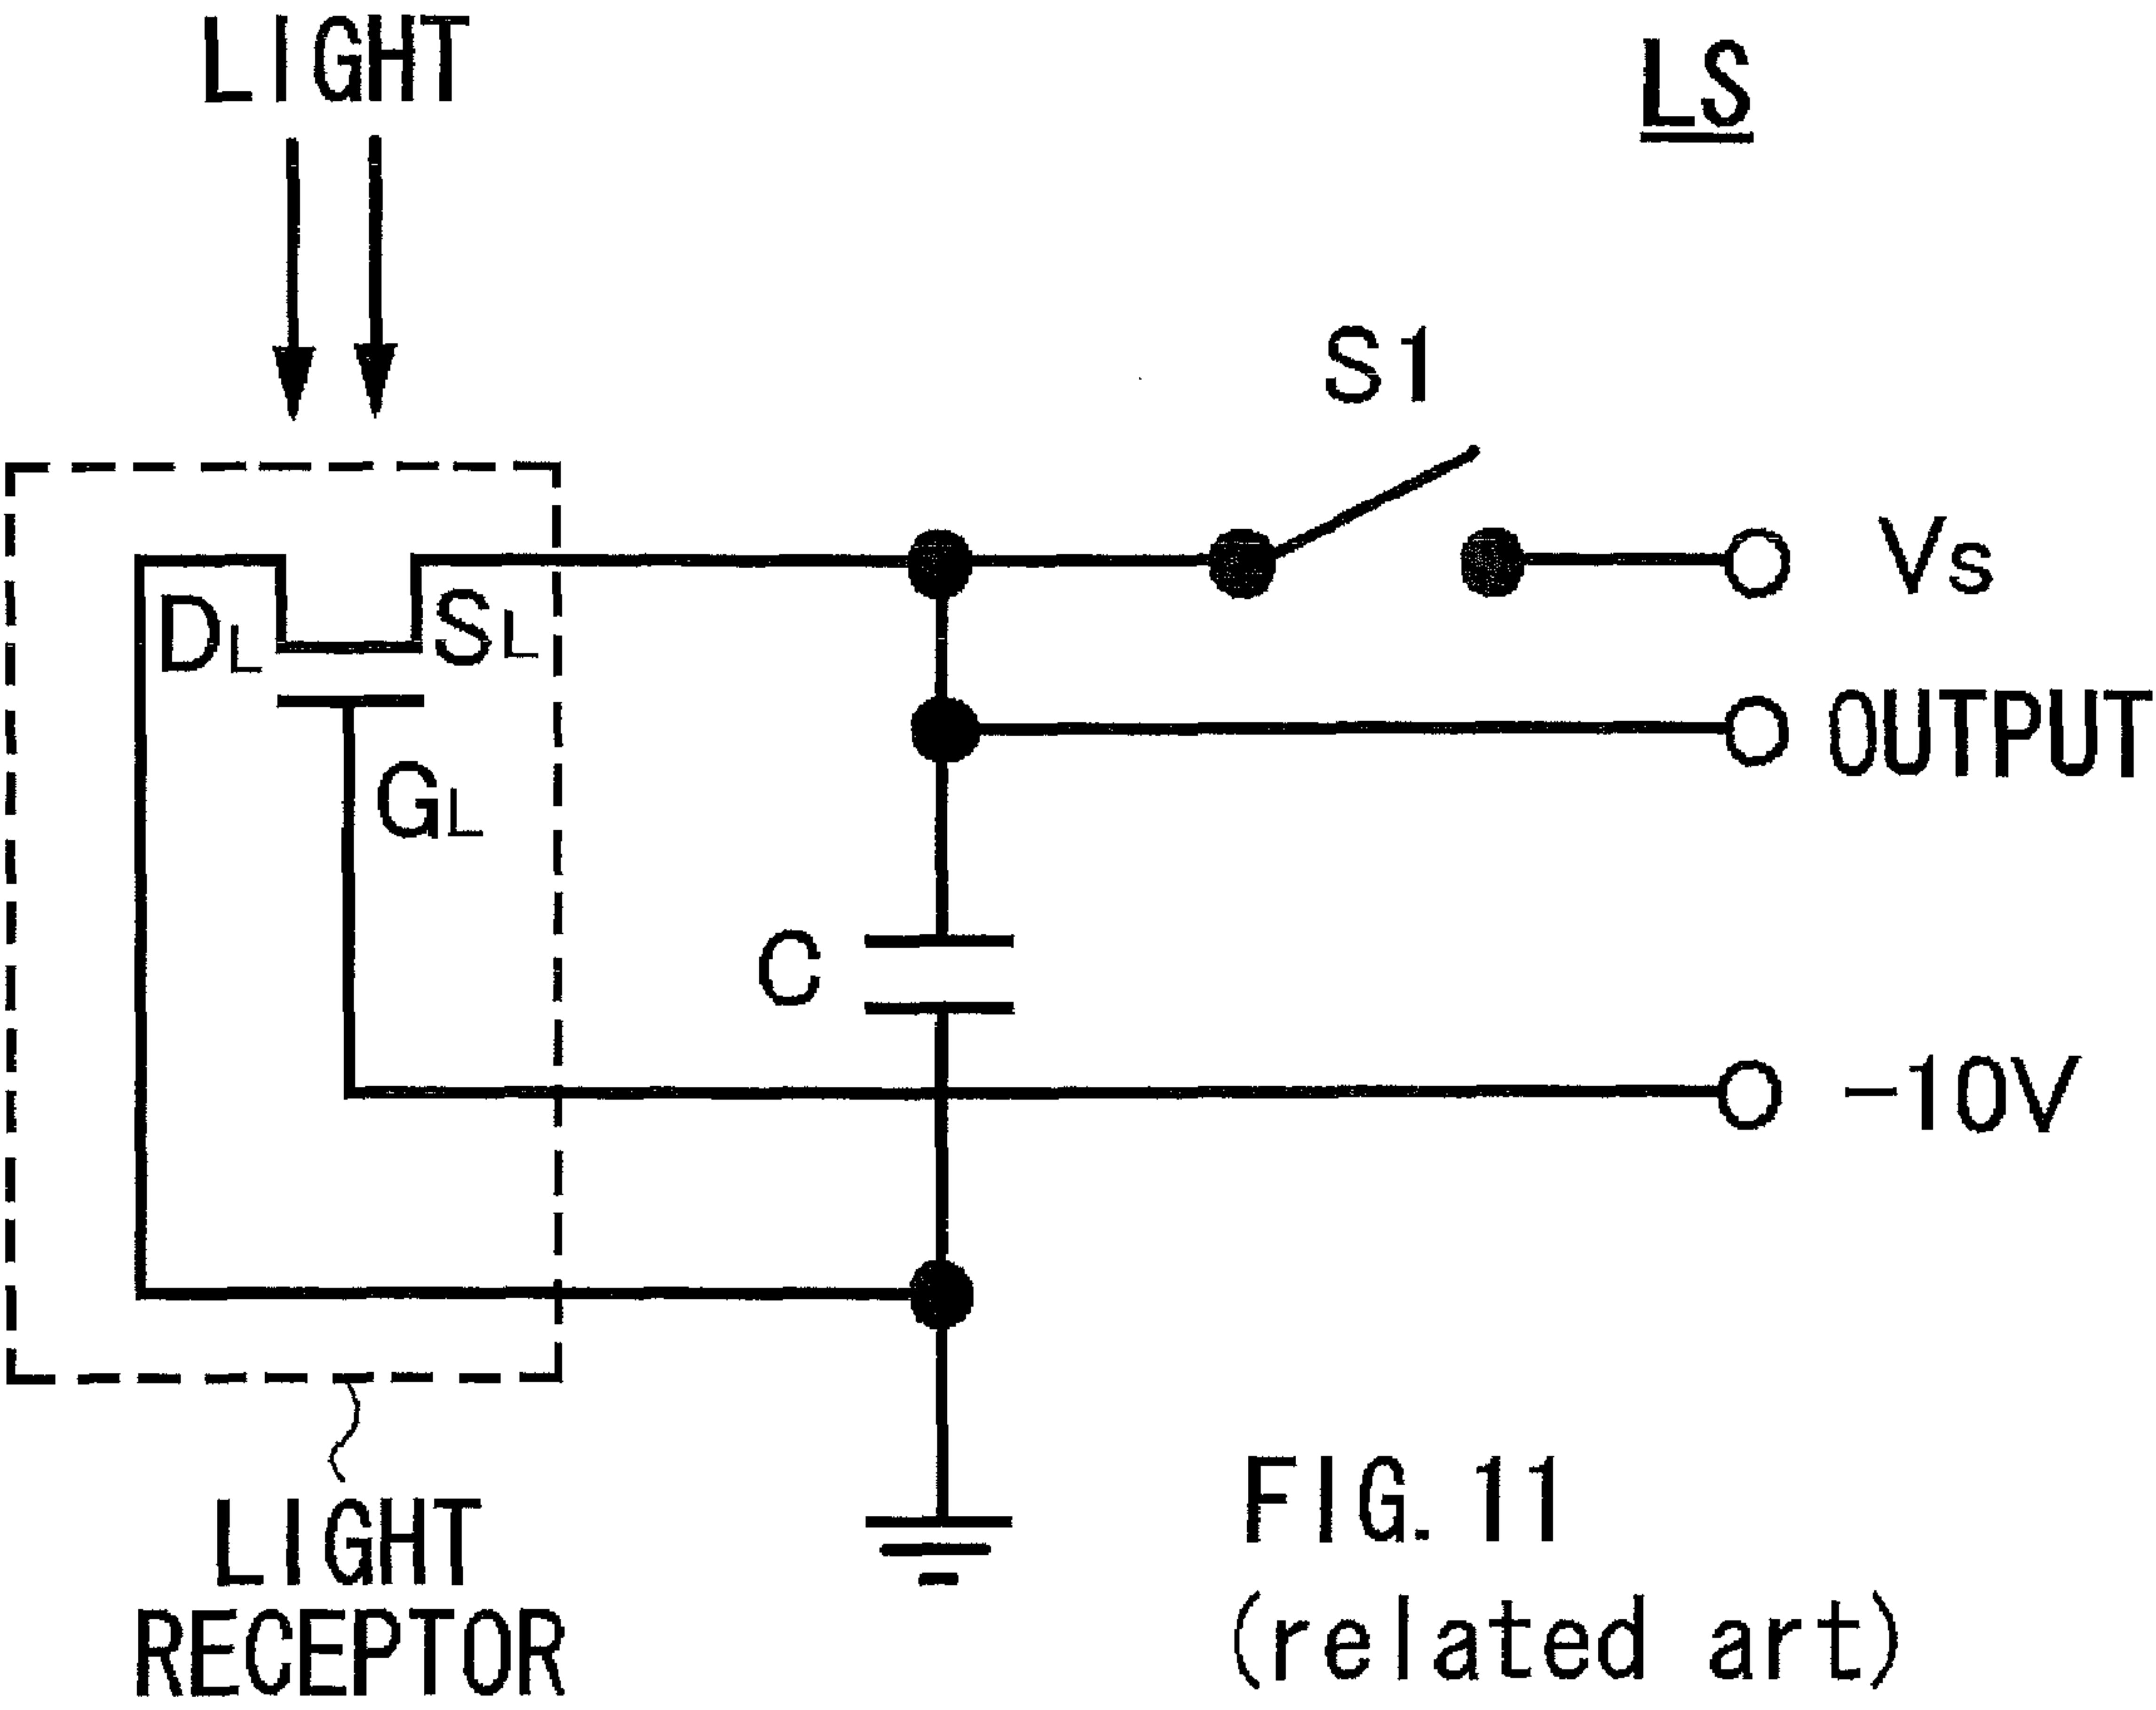 LIGHT
LS
S1
Vs
DL
SL
OUTPUT
GL
C
-10V
LIGHT
RECEPTOR
FIG. 11
(related art)